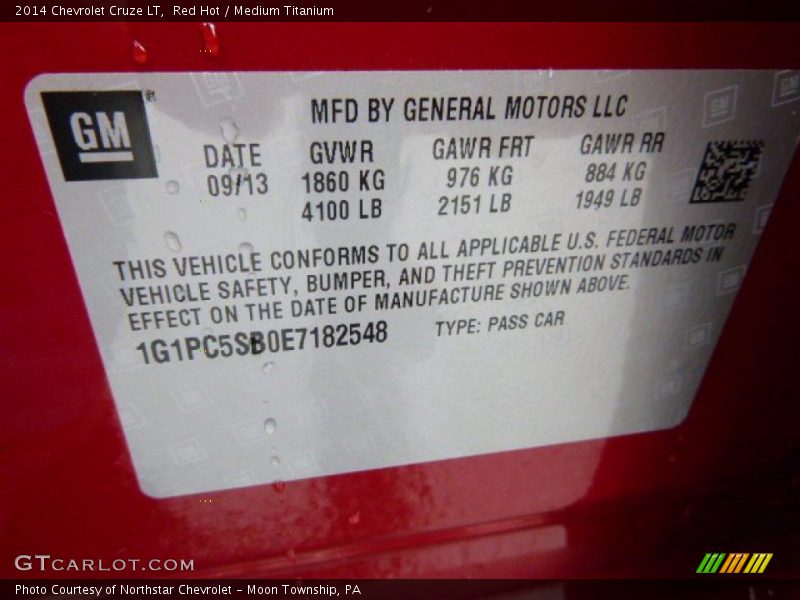 2014 Chevrolet Cruze LT, Red Hot / Medium Titanium
GM
MFD BY GENERAL MOTORS LLC
DATE GVWR GAWR FRT GAWR RR
09/13 1860 KG 976 KG 884 KG
4100 LB 2151 LB 1949 LB
THIS VEHICLE CONFORMS TO ALL APPLICABLE U.S. FEDERAL MOTOR
VEHICLE SAFETY, BUMPER, AND THEFT PREVENTION STANDARDS IN
EFFECT ON THE DATE OF MANUFACTURE SHOWN ABOVE.
1G1PC5SB0E7182548 TYPE: PASS CAR
GTCARLOT.COM
Photo Courtesy of Northstar Chevrolet - Moon Township, PA